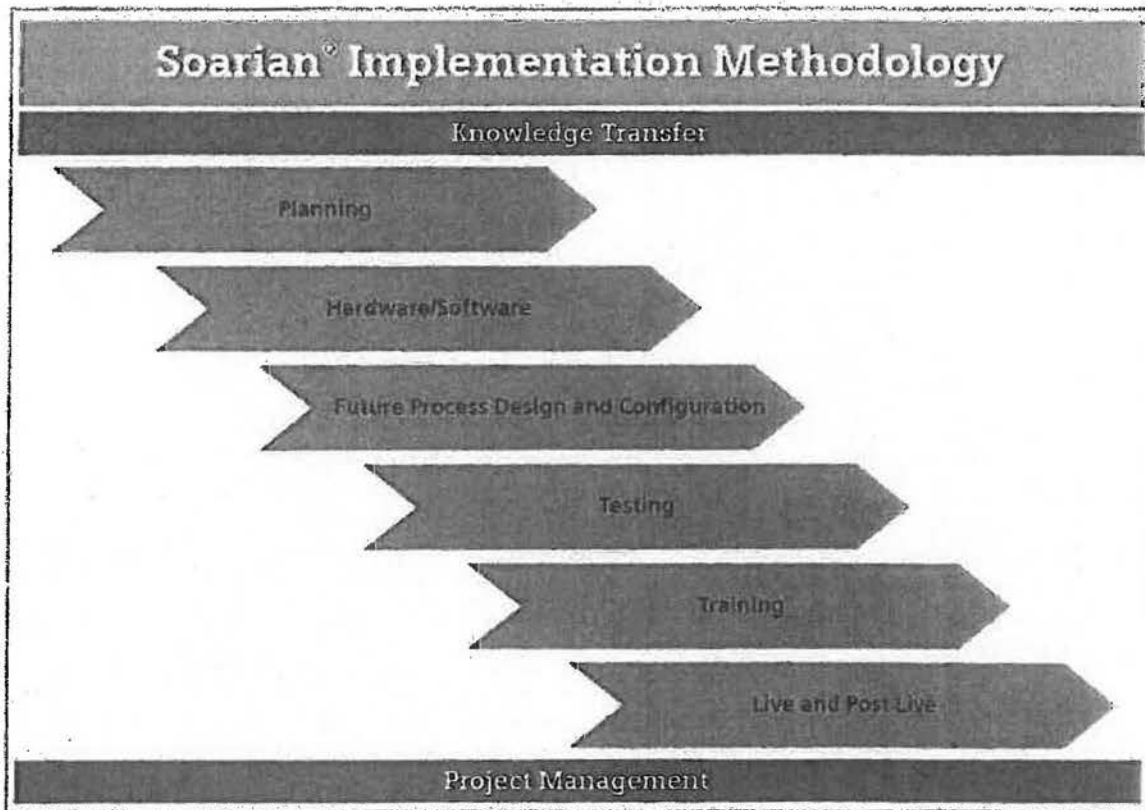 Soarian® Implementation Methodology
Knowledge Transfer
Planning
Hardware/Software
Future Process Design and Configuration
Testing
Training
Live and Post Live
Project Management